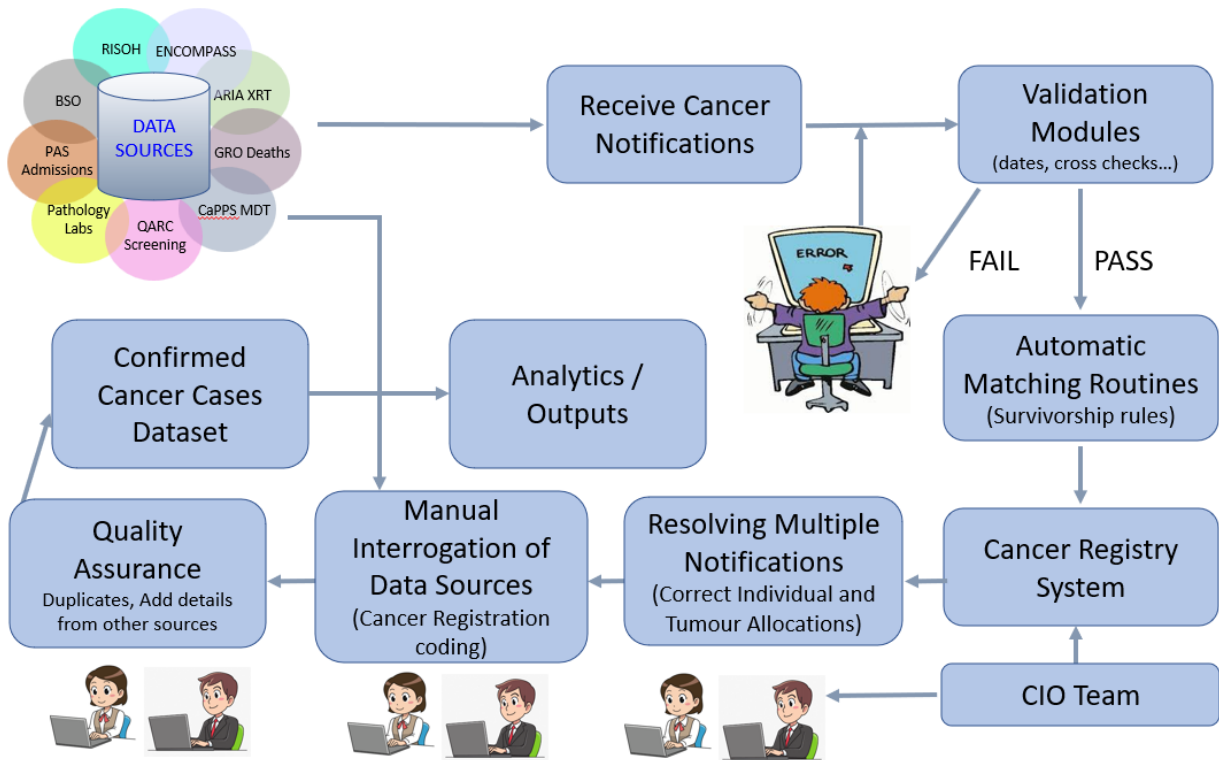 RISOH
ENCOMPASS
BSO
ARIA XRT
DATA
SOURCES
PAS
Admissions
GRO Deaths
Pathology
Labs
QARC
Screening
CaPPS MDT
Receive Cancer
Notifications
Validation
Modules
(dates, cross checks...)
ERROR
FAIL
PASS
Confirmed
Cancer Cases
Dataset
Analytics /
Outputs
Automatic
Matching Routines
(Survivorship rules)
Quality
Assurance
Duplicates, Add details
from other sources
Manual
Interrogation of
Data Sources
(Cancer Registration
coding)
Resolving Multiple
Notifications
(Correct Individual and
Tumour Allocations)
Cancer Registry
System
CIO Team